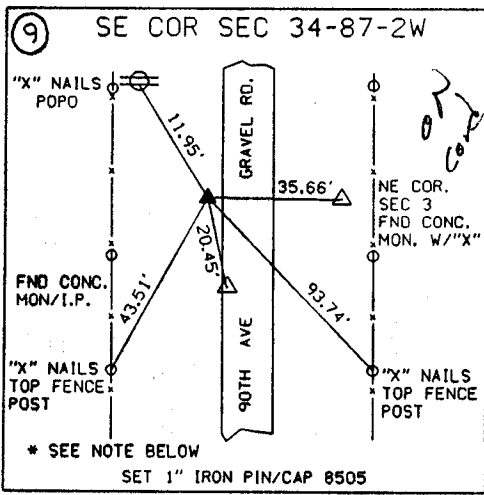 9
SE COR SEC 34-87-2W
"X" NAILS
POPO
GRAVEL RD.
11.95'
35.66'
NE COR.
SEC 3
FND CONC.
MON. W/"X"
20.45'
FND CONC.
MON/I.P.
43.51'
93.74'
90TH AVE
"X" NAILS
TOP FENCE
POST
"X" NAILS
TOP FENCE
POST
* SEE NOTE BELOW
SET 1" IRON PIN/CAP 8505